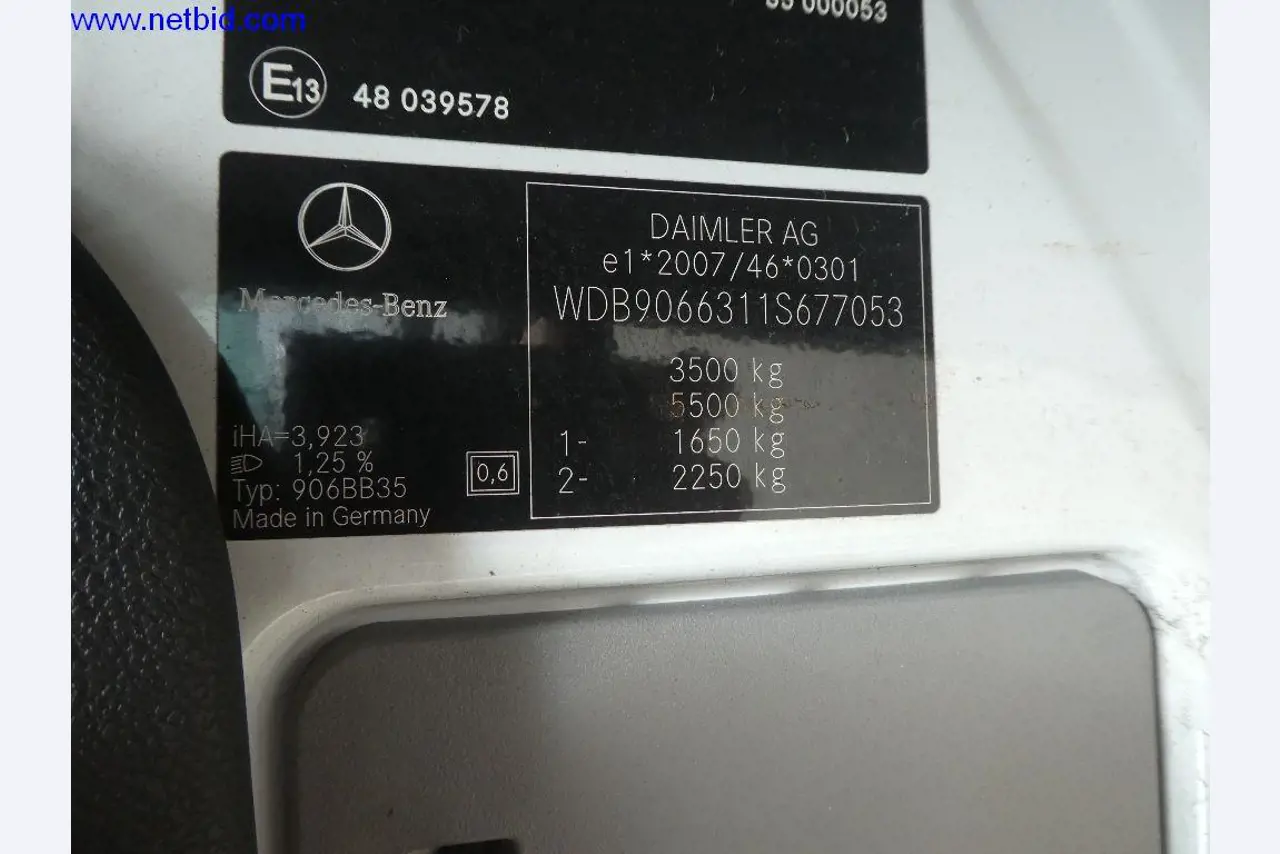 www.netbid.com
000053
E13 48 039578
Mercedes-Benz
DAIMLER AG
e1*2007/46*0301
WDB9066311S677053
3500 kg
5500 kg
1- 1650 kg
2- 2250 kg
iHA=3,923
1,25 %
Typ: 906BB35
Made in Germany
0,6